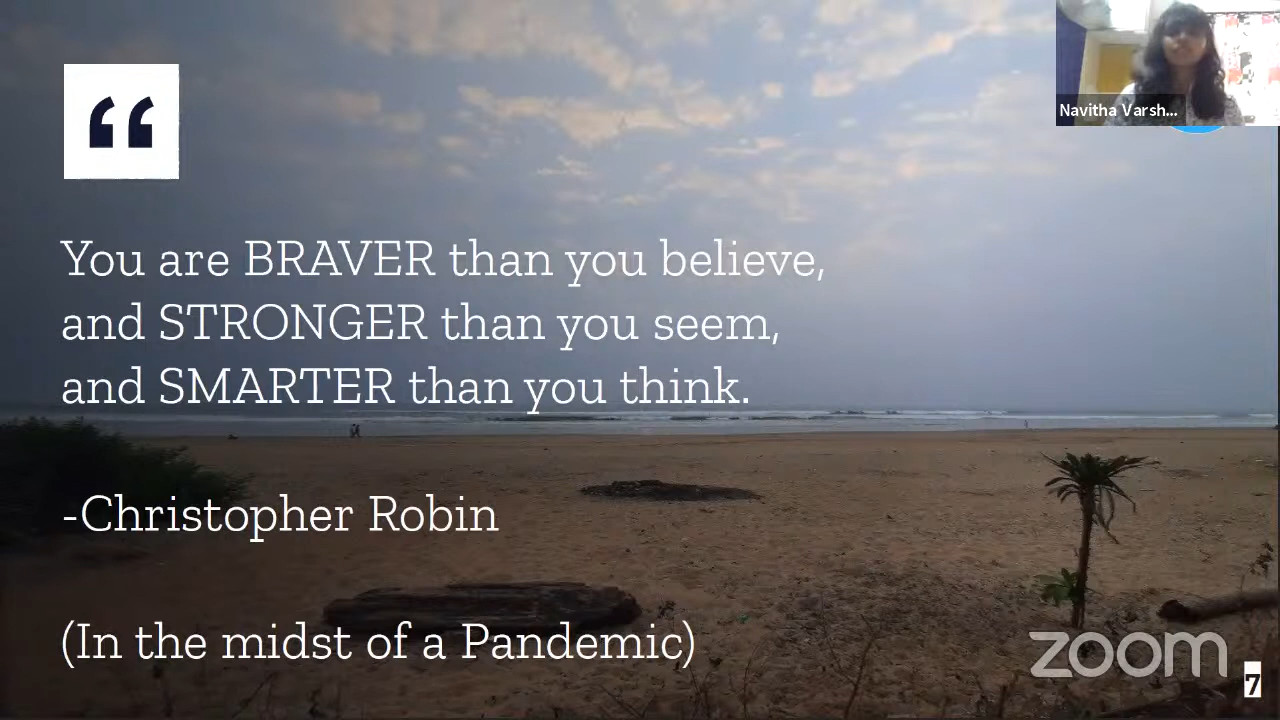 Navitha Varsh...
“
You are BRAVER than you believe,
and STRONGER than you seem,
and SMARTER than you think.
-Christopher Robin
(In the midst of a Pandemic)
zoom
7